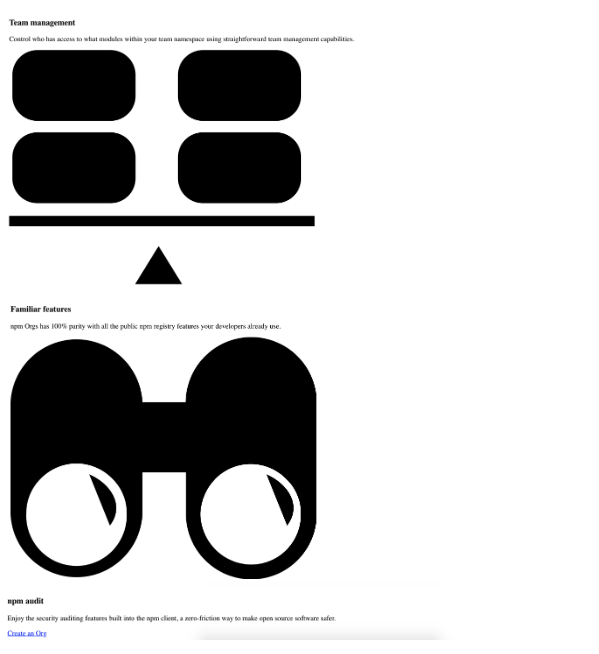 Team management
Control who has access to what modules within your team namespace using straightforward team management capabilities.
Familiar features
npm Orgs has 100% parity with all the public npm registry features your developers already use.
npm audit
Enjoy the security auditing features built into the npm client, a zero-friction way to make open source software safer.
Create an Org